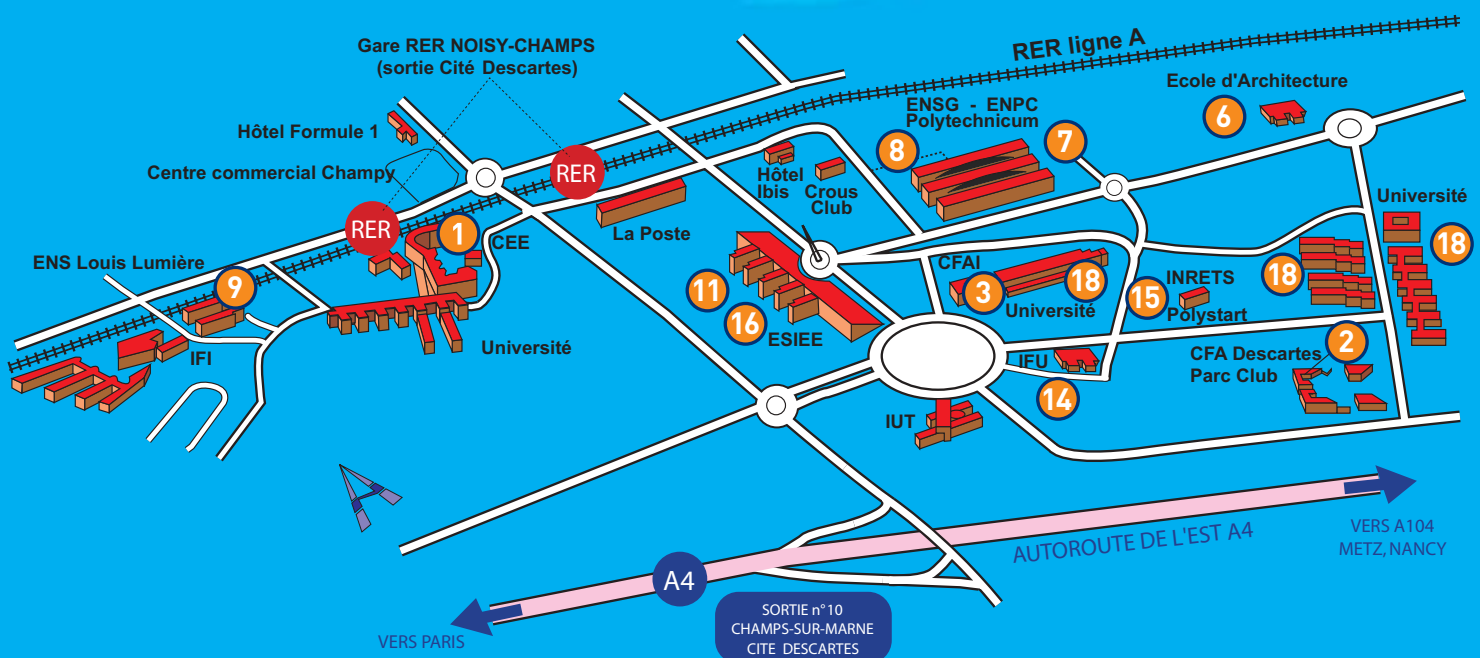 Gare RER NOISY-CHAMPS
(sortie Cité Descartes)
RER ligne A
Ecole d'Architecture
6
Hôtel Formule 1
ENSG - ENPC
Polytechnicum
8
7
Centre commercial Champy
RER
RER
Hôtel
Ibis
Crous
Club
Université
18
La Poste
1
CEE
ENS Louis Lumière
9
11
16
ESIEE
CFAI
3
18
Université
15
INRETS
Polystart
18
IFI
Université
IFU
14
CFA Descartes
Parc Club
2
IUT
AUTOROUTE DE L'EST A4
VERS A104
METZ, NANCY
A4
VERS PARIS
SORTIE n°10
CHAMPS-SUR-MARNE
CITE DESCARTES